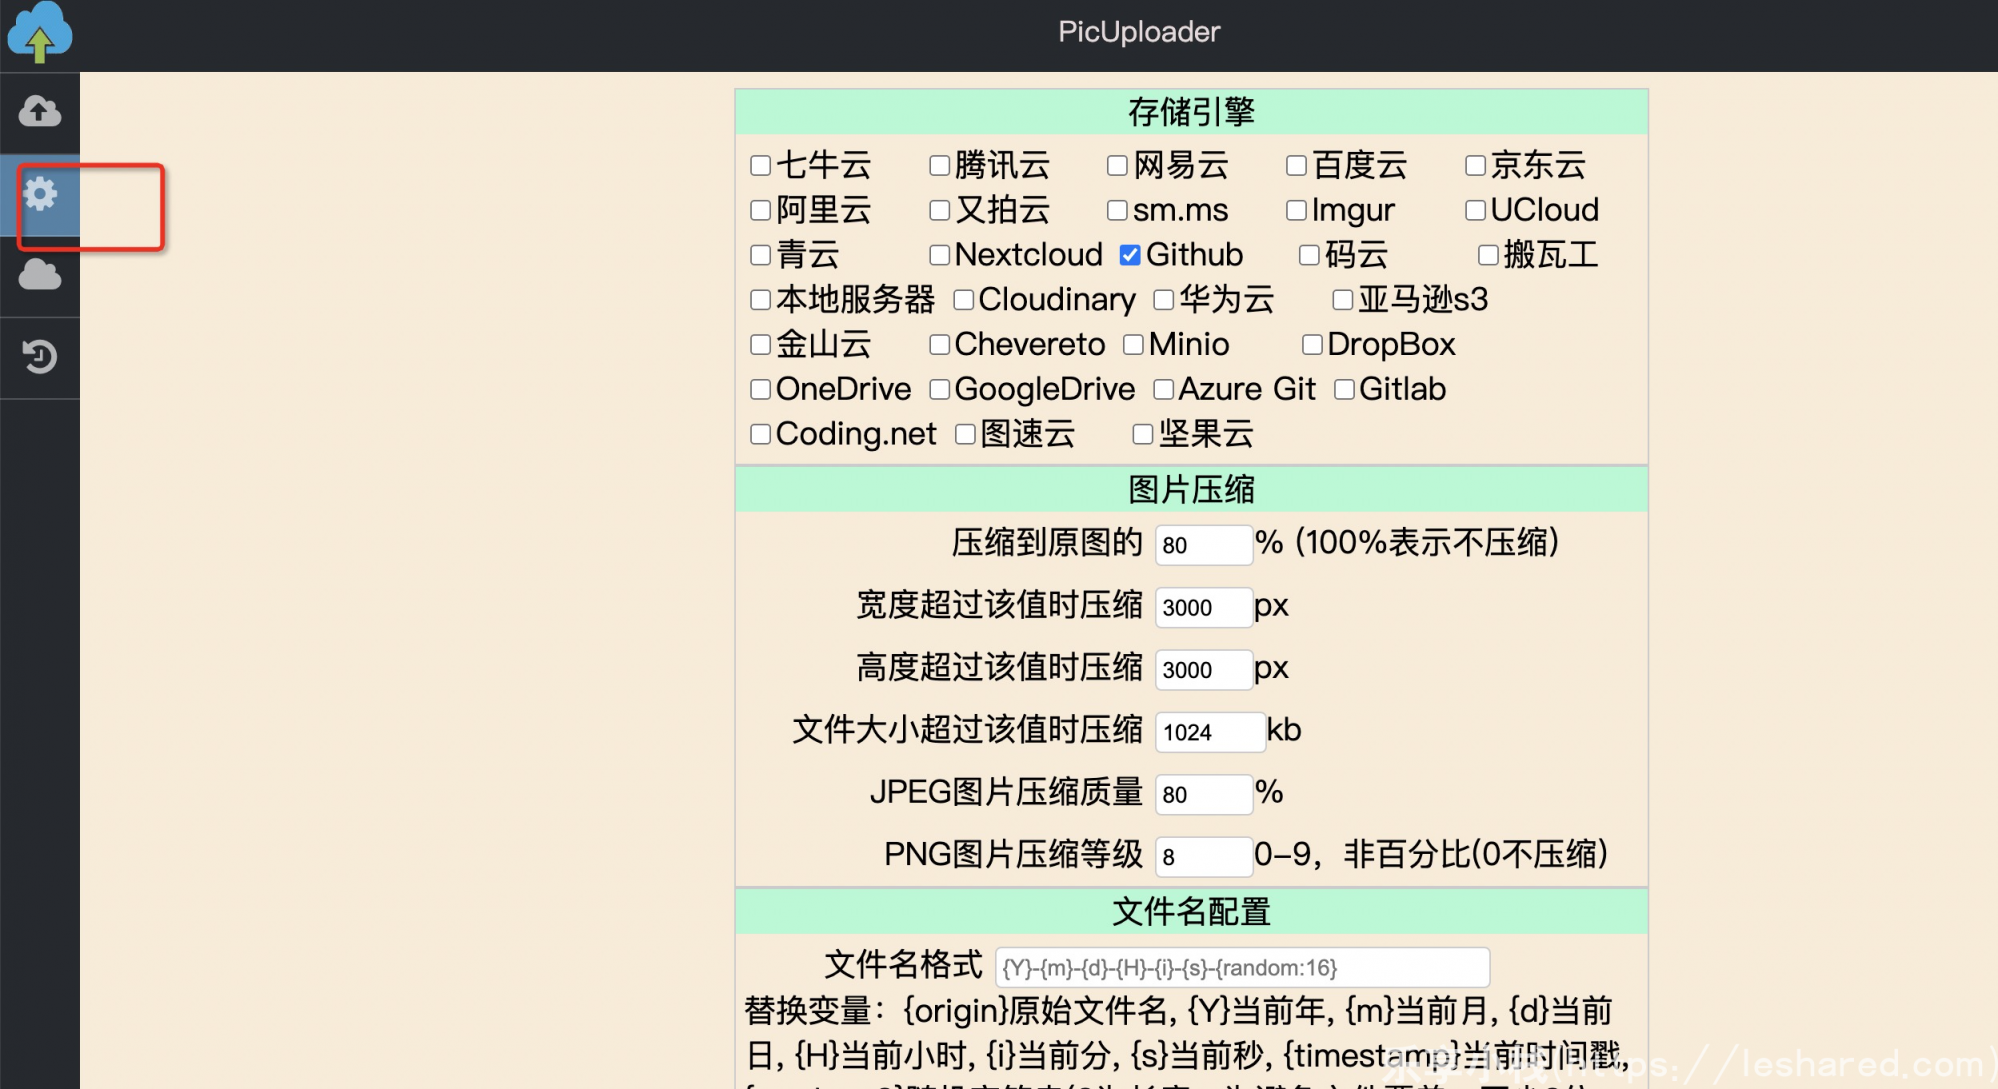 PicUploader
存储引擎
七牛云 腾讯云 网易云 百度云 京东云
阿里云 又拍云 sm.ms Imgur UCloud
青云 Nextcloud Github 码云 搬瓦工
本地服务器 Cloudinary 华为云 亚马逊s3
金山云 Chevereto Minio DropBox
OneDrive GoogleDrive Azure Git Gitlab
Coding.net 图速云 坚果云
图片压缩
压缩到原图的 80 % (100%表示不压缩)
宽度超过该值时压缩 3000 px
高度超过该值时压缩 3000 px
文件大小超过该值时压缩 1024 kb
JPEG图片压缩质量 80 %
PNG图片压缩等级 8 0-9，非百分比(0不压缩)
文件名配置
文件名格式 {Y}-{m}-{d}-{H}-{i}-{s}-{random:16}
替换变量：{origin}原始文件名, {Y}当前年, {m}当前月, {d}当前
日, {H}当前小时, {i}当前分, {s}当前秒, {timestamp}当前时间戳,
(https://leshared.com)